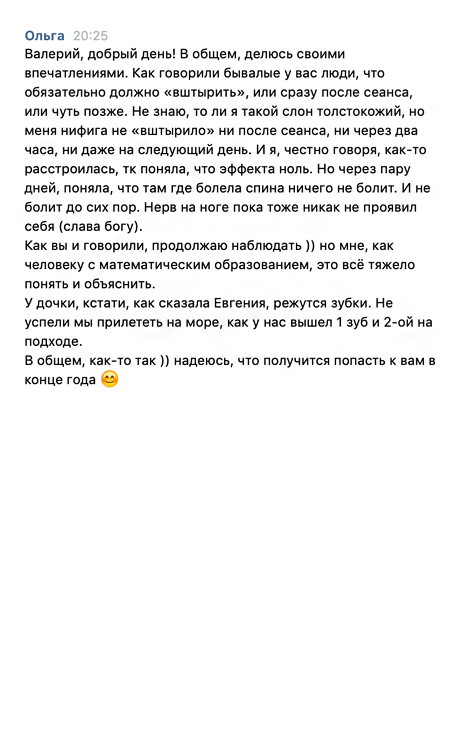 Ольга 20:25
Валерий, добрый день! В общем, делюсь своими
впечатлениями. Как говорили бывалые у вас люди, что
обязательно должно «вштырить», или сразу после сеанса,
или чуть позже. Не знаю, то ли я такой слон толстокожий, но
меня нифига не «вштырило» ни после сеанса, ни через два
часа, ни даже на следующий день. И я, честно говоря, как-то
расстроилась, тк поняла, что эффекта ноль. Но через пару
дней, поняла, что там где болела спина ничего не болит. И не
болит до сих пор. Нерв на ноге пока тоже никак не проявил
себя (слава богу).
Как вы и говорили, продолжаю наблюдать )) но мне, как
человеку с математическим образованием, это всё тяжело
понять и объяснить.
У дочки, кстати, как сказала Евгения, режутся зубки. Не
успели мы прилететь на море, как у нас вышел 1 зуб и 2-ой на
подходе.
В общем, как-то так )) надеюсь, что получится попасть к вам в
конце года 😊